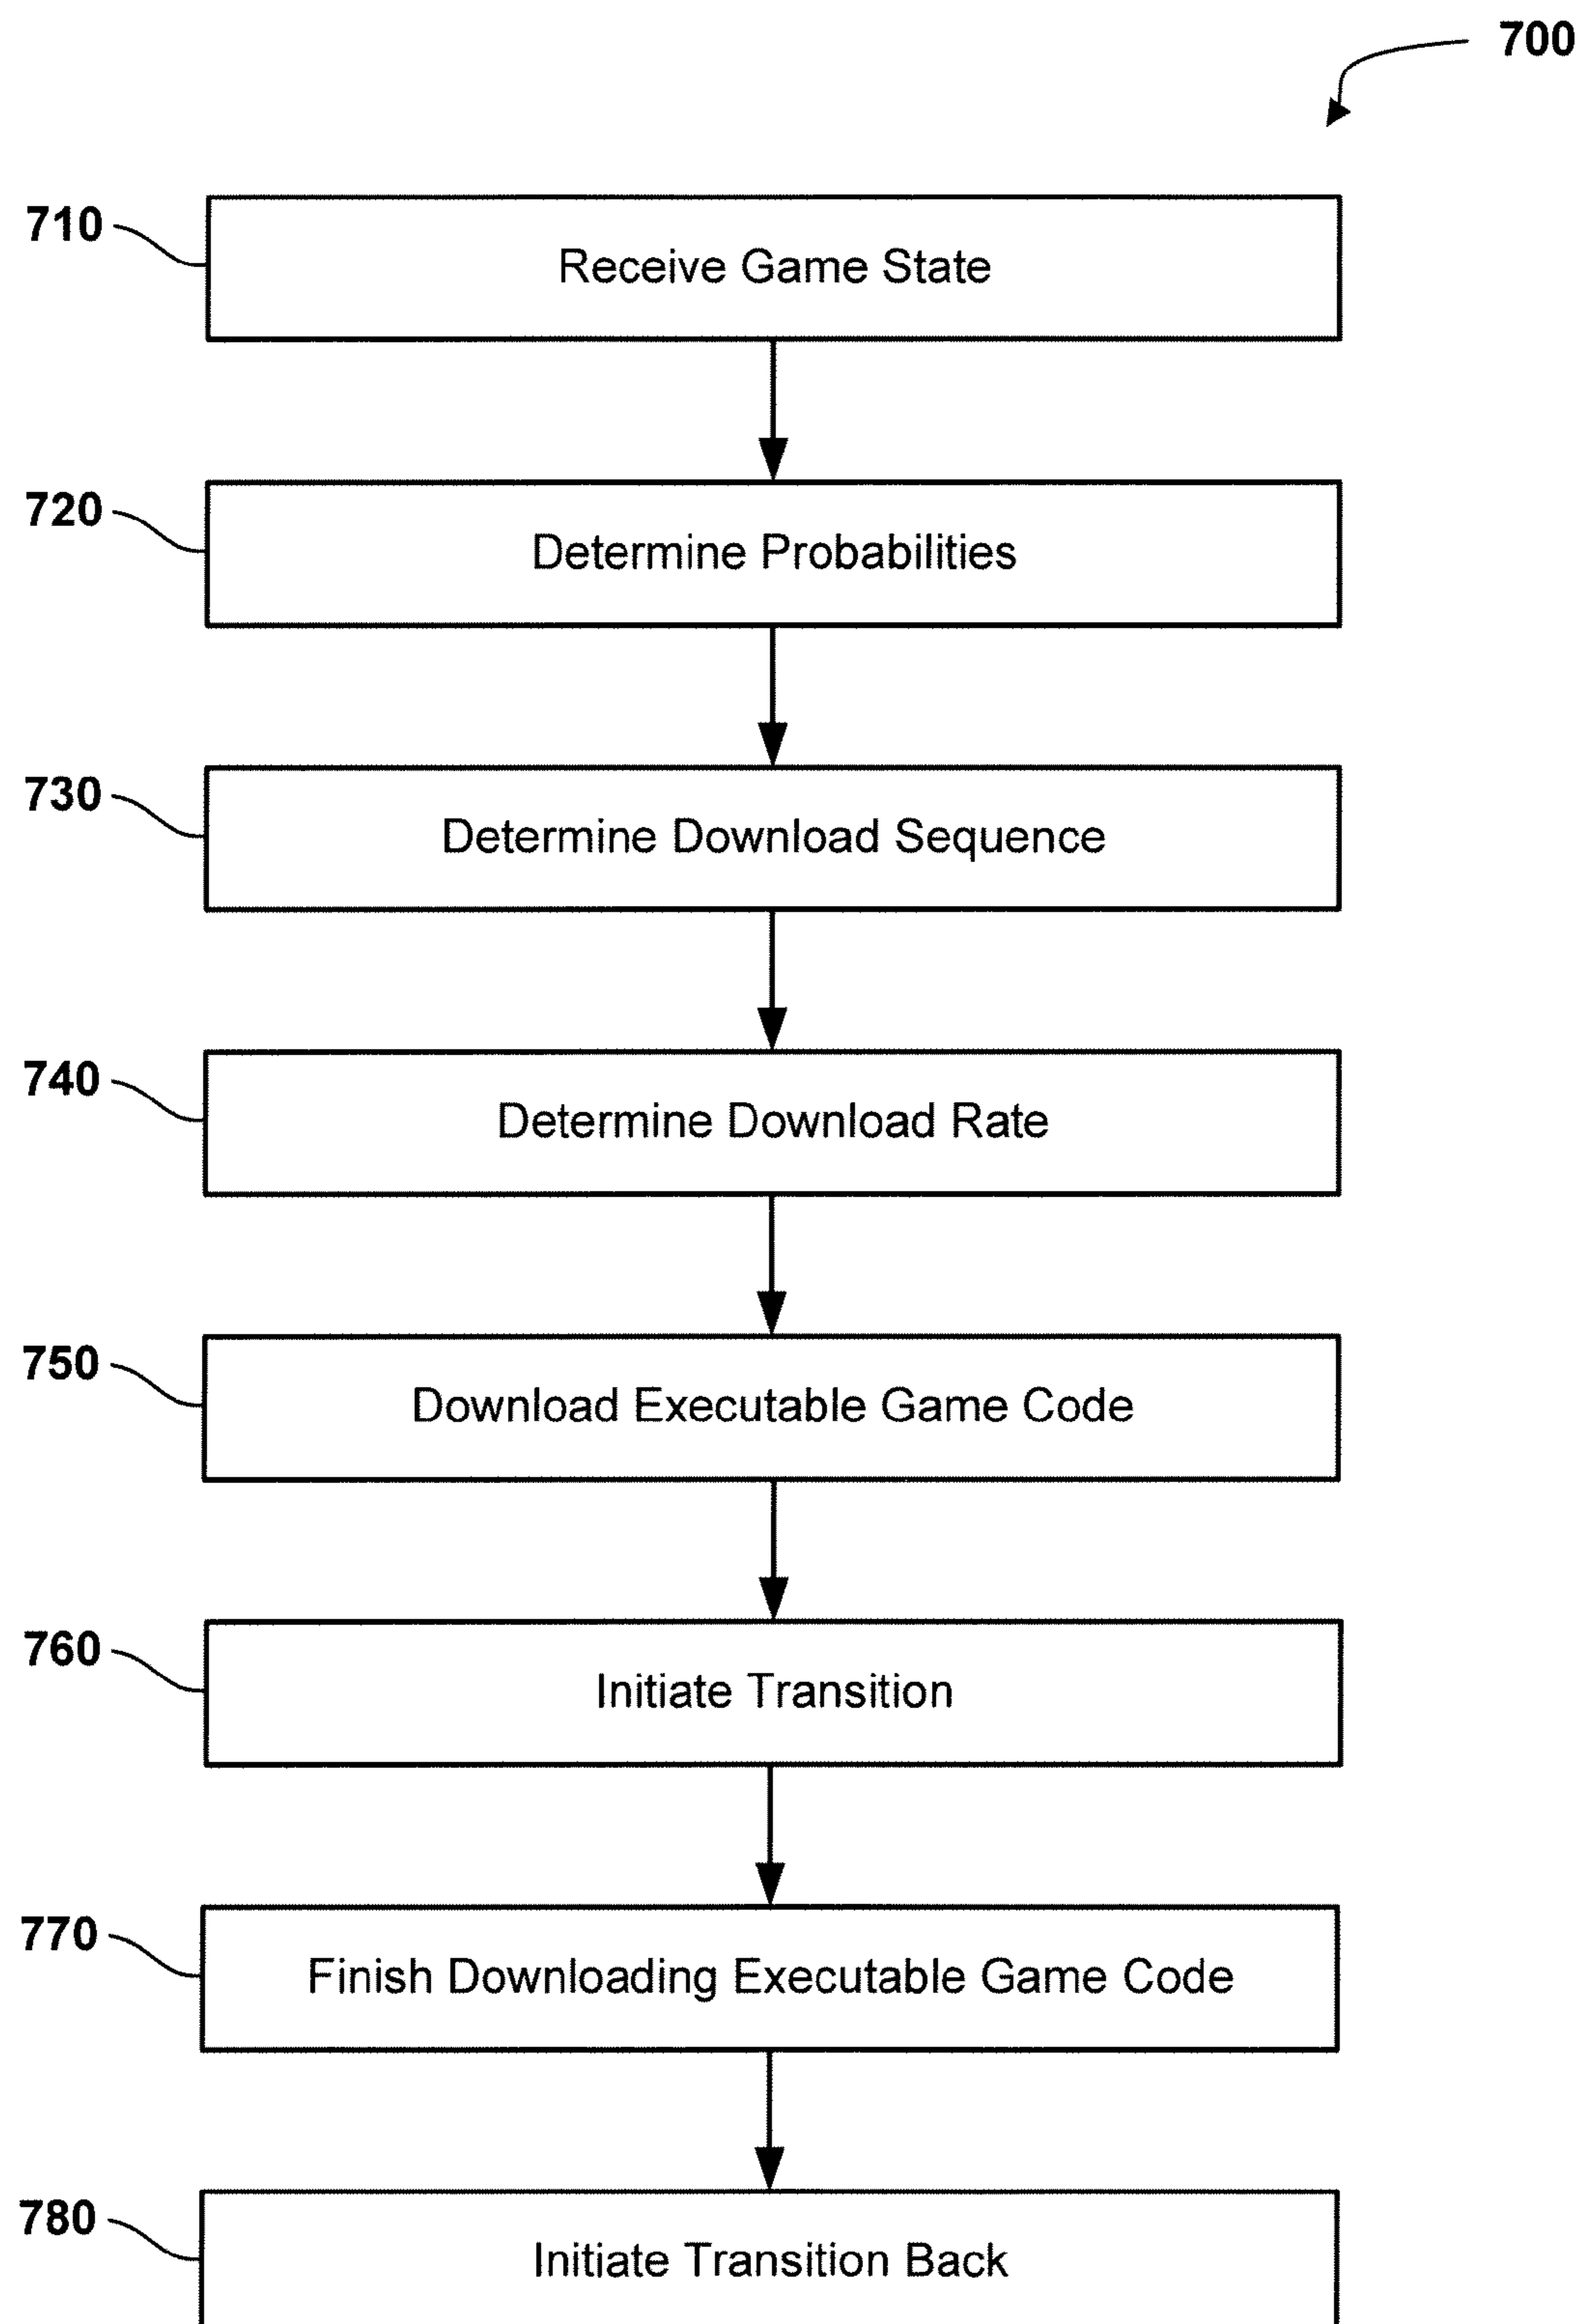 700
710
Receive Game State
720
Determine Probabilities
730
Determine Download Sequence
740
Determine Download Rate
750
Download Executable Game Code
760
Initiate Transition
770
Finish Downloading Executable Game Code
780
Initiate Transition Back